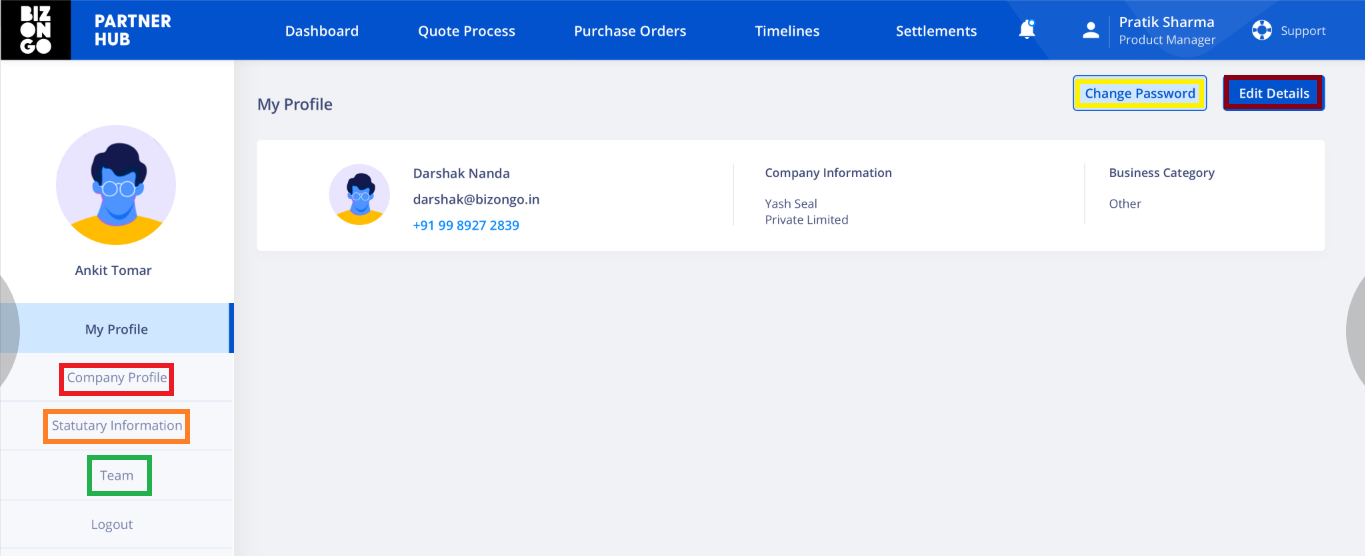 BIZ
ON
GO
PARTNER
HUB
Dashboard
Quote Process
Purchase Orders
Timelines
Settlements
Pratik Sharma
Product Manager
Support
Ankit Tomar
My Profile
Company Profile
Statutary Information
Team
Logout
My Profile
Change Password
Edit Details
Darshak Nanda
darshak@bizongo.in
+91 99 8927 2839
Company Information
Yash Seal
Private Limited
Business Category
Other